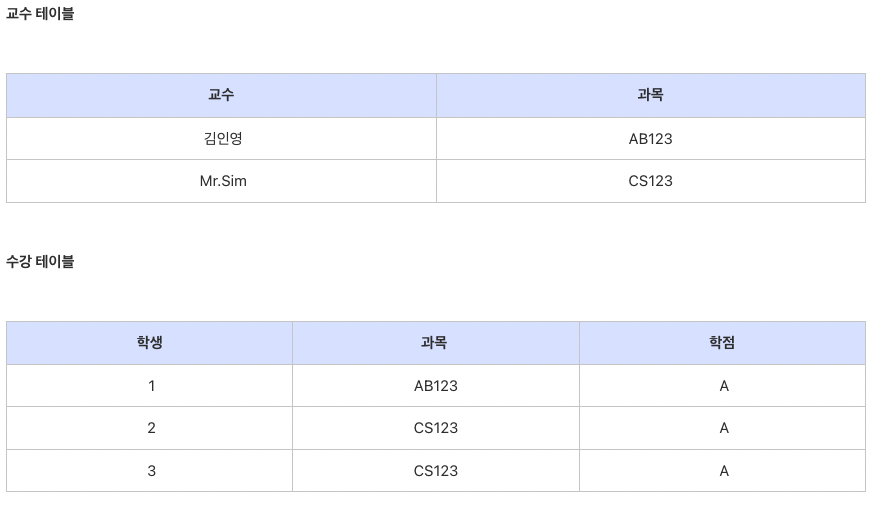 교수 테이블
교수 과목
김인영 AB123
Mr.Sim CS123
수강 테이블
학생 과목 학점
1 AB123 A
2 CS123 A
3 CS123 A